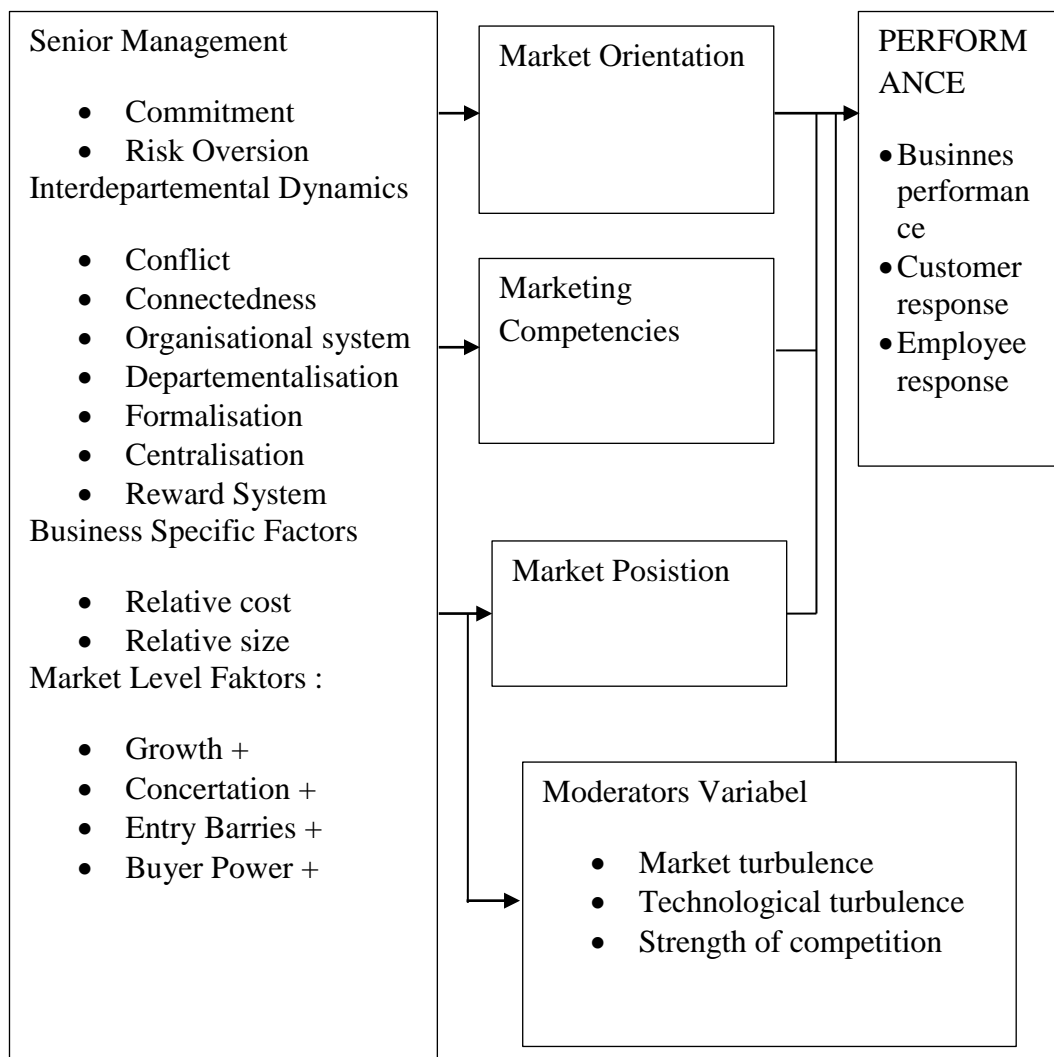 Senior Management
• Commitment
• Risk Oversion
Interdepartemental Dynamics
• Conflict
• Connectedness
• Organisational system
• Departementalisation
• Formalisation
• Centralisation
• Reward System
Business Specific Factors
• Relative cost
• Relative size
Market Level Faktors :
• Growth +
• Concertation +
• Entry Barries +
• Buyer Power +
Market Orientation
Marketing
Competencies
Market Posistion
Moderators Variabel
• Market turbulence
• Technological turbulence
• Strength of competition
PERFORM
ANCE
• Businnes
performan
ce
• Customer
response
• Employee
response